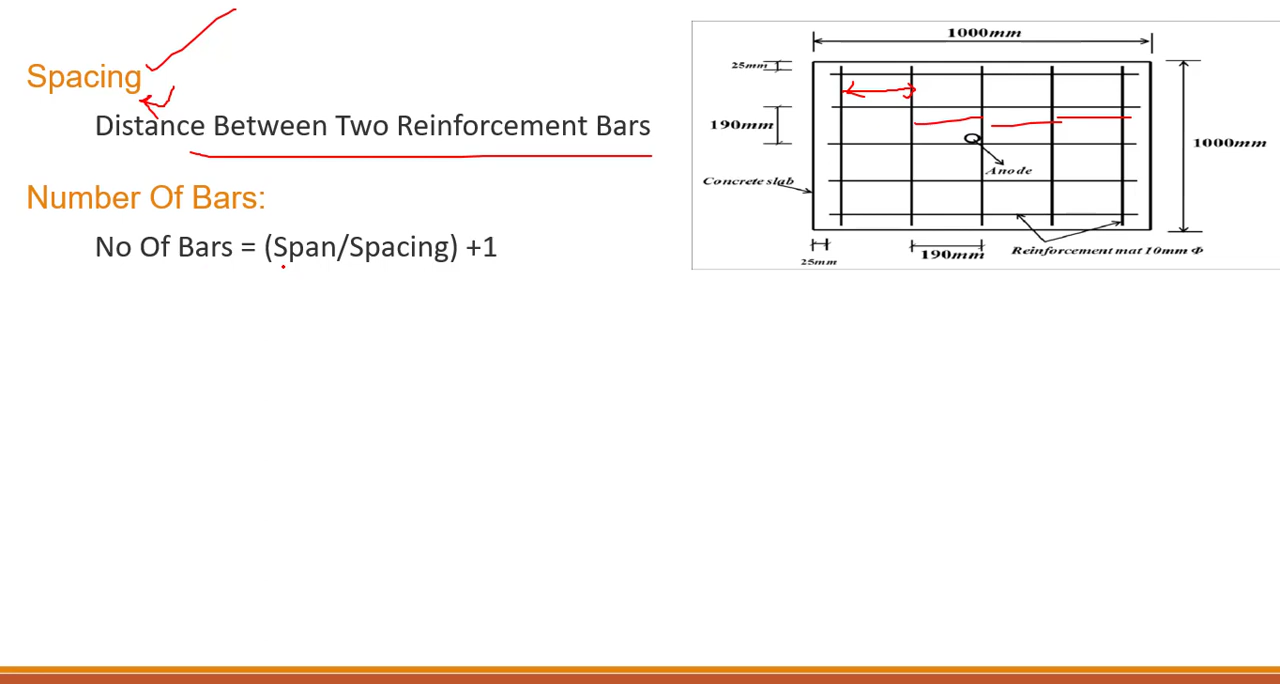 Spacing
Distance Between Two Reinforcement Bars
Number Of Bars:
No Of Bars = (Span/Spacing) +1
1000mm
25mm
190mm
1000mm
Anode
Concrete slab
190mm
Reinforcement mat 10mm Φ
25mm